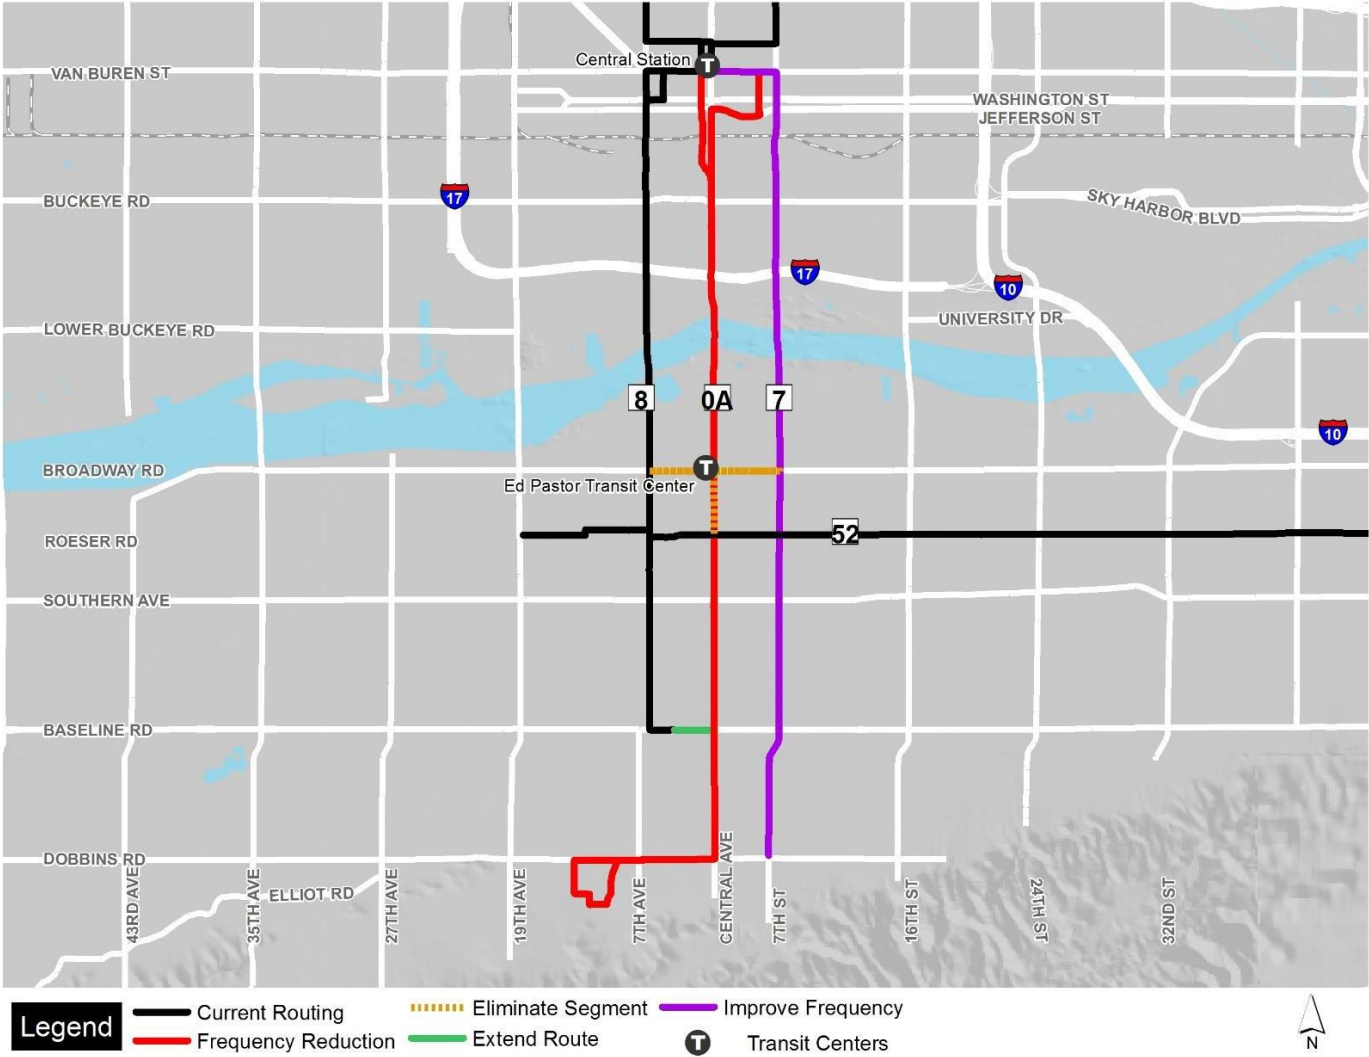 Central Station
T
VAN BUREN ST
WASHINGTON ST
JEFFERSON ST
17
BUCKEYE RD
SKY HARBOR BLVD
17
10
LOWER BUCKEYE RD
UNIVERSITY DR
8
0A
7
10
BROADWAY RD
T
Ed Pastor Transit Center
ROESER RD
52
SOUTHERN AVE
BASELINE RD
DOBBINS RD
ELLIOT RD
43RD AVE
35TH AVE
27TH AVE
19TH AVE
7TH AVE
CENTRAL AVE
7TH ST
16TH ST
24TH ST
32ND ST
Legend
Current Routing
Frequency Reduction
Eliminate Segment
Extend Route
Improve Frequency
T Transit Centers
N